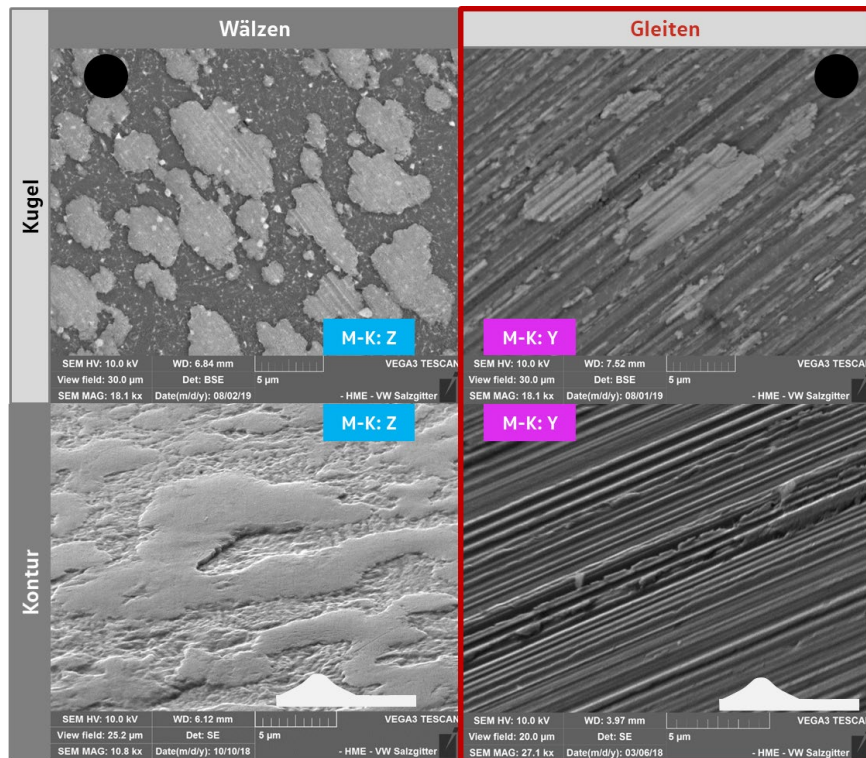 Wälzen
Gleiten
Kugel
M-K: Z
M-K: Y
SEM HV: 10.0 kV WD: 6.84 mm VEGA3 TESCAN
View field: 30.0 µm Det: BSE 5 µm
SEM MAG: 18.1 kx Date(m/d/y): 08/02/19 - HME - VW Salzgitter
SEM HV: 10.0 kV WD: 7.52 mm VEGA3 TESCAN
View field: 30.0 µm Det: BSE 5 µm
SEM MAG: 18.1 kx Date(m/d/y): 08/01/19 - HME - VW Salzgitter
Kontur
M-K: Z
M-K: Y
SEM HV: 10.0 kV WD: 6.12 mm VEGA3 TESCAN
View field: 25.2 µm Det: SE 5 µm
SEM MAG: 10.8 kx Date(m/d/y): 10/10/18 - HME - VW Salzgitter
SEM HV: 10.0 kV WD: 3.97 mm VEGA3 TESCAN
View field: 20.0 µm Det: SE 5 µm
SEM MAG: 27.1 kx Date(m/d/y): 03/06/18 - HME - VW Salzgitter